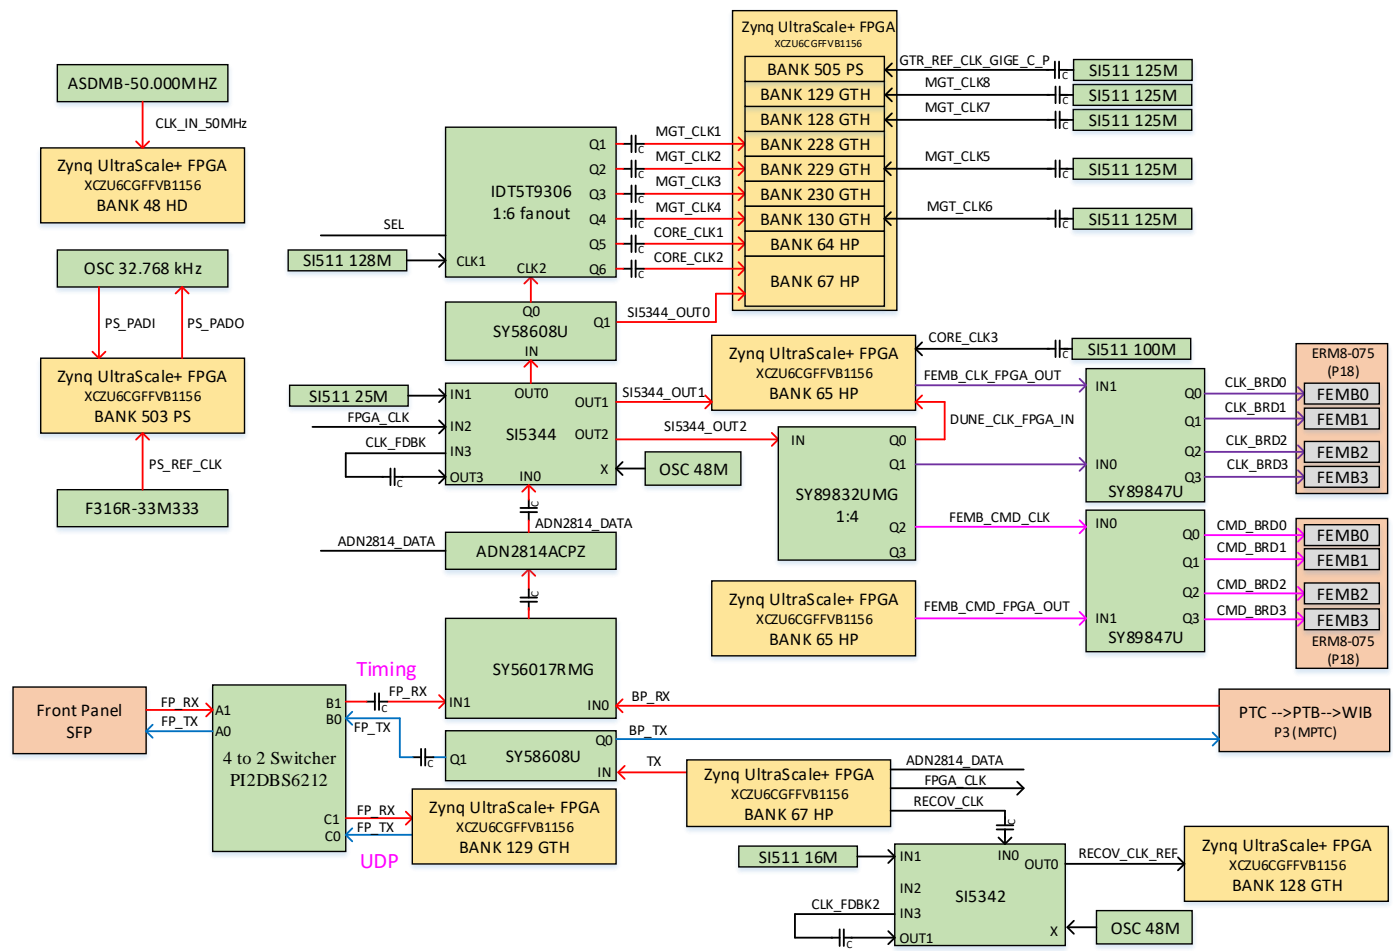 ASDMB-50.000MHZ
CLK_IN_50MHz
Zynq UltraScale+ FPGA
XCZU6CGFFVB1156
BANK 48 HD
OSC 32.768 kHz
PS_PADI
PS_PADO
Zynq UltraScale+ FPGA
XCZU6CGFFVB1156
BANK 503 PS
PS_REF_CLK
F316R-33M333
SEL
SI511 128M
IDT5T9306
1:6 fanout
CLK1
CLK2
Q1
Q2
Q3
Q4
Q5
Q6
C
C
C
C
C
C
MGT_CLK1
MGT_CLK2
MGT_CLK3
MGT_CLK4
CORE_CLK1
CORE_CLK2
Zynq UltraScale+ FPGA
XCZU6CGFFVB1156
BANK 505 PS
BANK 129 GTH
BANK 128 GTH
BANK 228 GTH
BANK 229 GTH
BANK 230 GTH
BANK 130 GTH
BANK 64 HP
BANK 67 HP
GTR_REF_CLK_GIGE_C_P
C
SI511 125M
MGT_CLK8
C
SI511 125M
MGT_CLK7
C
SI511 125M
MGT_CLK5
C
SI511 125M
MGT_CLK6
C
SI511 125M
Q0
SY58608U
Q1
IN
SI5344_OUT0
SI511 25M
FPGA_CLK
CLK_FDBK
C
IN1
IN2
IN3
OUT3
OUT0
OUT1
OUT2
SI5344
X
IN0
SI5344_OUT1
SI5344_OUT2
OSC 48M
C
ADN2814_DATA
ADN2814_DATA
ADN2814ACPZ
C
Zynq UltraScale+ FPGA
XCZU6CGFFVB1156
BANK 65 HP
CORE_CLK3
C
SI511 100M
FEMB_CLK_FPGA_OUT
DUNE_CLK_FPGA_IN
IN
Q0
Q1
SY89832UMG
1:4
Q2
Q3
FEMB_CMD_CLK
IN1
IN0
Q0
Q1
Q2
Q3
SY89847U
CLK_BRD0
CLK_BRD1
CLK_BRD2
CLK_BRD3
ERM8-075
(P18)
FEMB0
FEMB1
FEMB2
FEMB3
Zynq UltraScale+ FPGA
XCZU6CGFFVB1156
BANK 65 HP
FEMB_CMD_FPGA_OUT
IN0
IN1
Q0
Q1
Q2
Q3
SY89847U
CMD_BRD0
CMD_BRD1
CMD_BRD2
CMD_BRD3
FEMB0
FEMB1
FEMB2
FEMB3
ERM8-075
(P18)
Front Panel
SFP
FP_RX
FP_TX
A1
A0
B1
B0
4 to 2 Switcher
PI2DBS6212
C1
C0
Timing
FP_RX
C
FP_TX
C
SY56017RMG
IN1
IN0
BP_RX
Q0
Q1
SY58608U
IN
BP_TX
TX
PTC -->PTB-->WIB
P3 (MPTC)
FP_RX
FP_TX
UDP
Zynq UltraScale+ FPGA
XCZU6CGFFVB1156
BANK 129 GTH
Zynq UltraScale+ FPGA
XCZU6CGFFVB1156
BANK 67 HP
ADN2814_DATA
FPGA_CLK
RECOV_CLK
C
SI511 16M
CLK_FDBK2
C
IN1
IN2
IN3
OUT1
IN0
OUT0
SI5342
X
RECOV_CLK_REF
OSC 48M
Zynq UltraScale+ FPGA
XCZU6CGFFVB1156
BANK 128 GTH